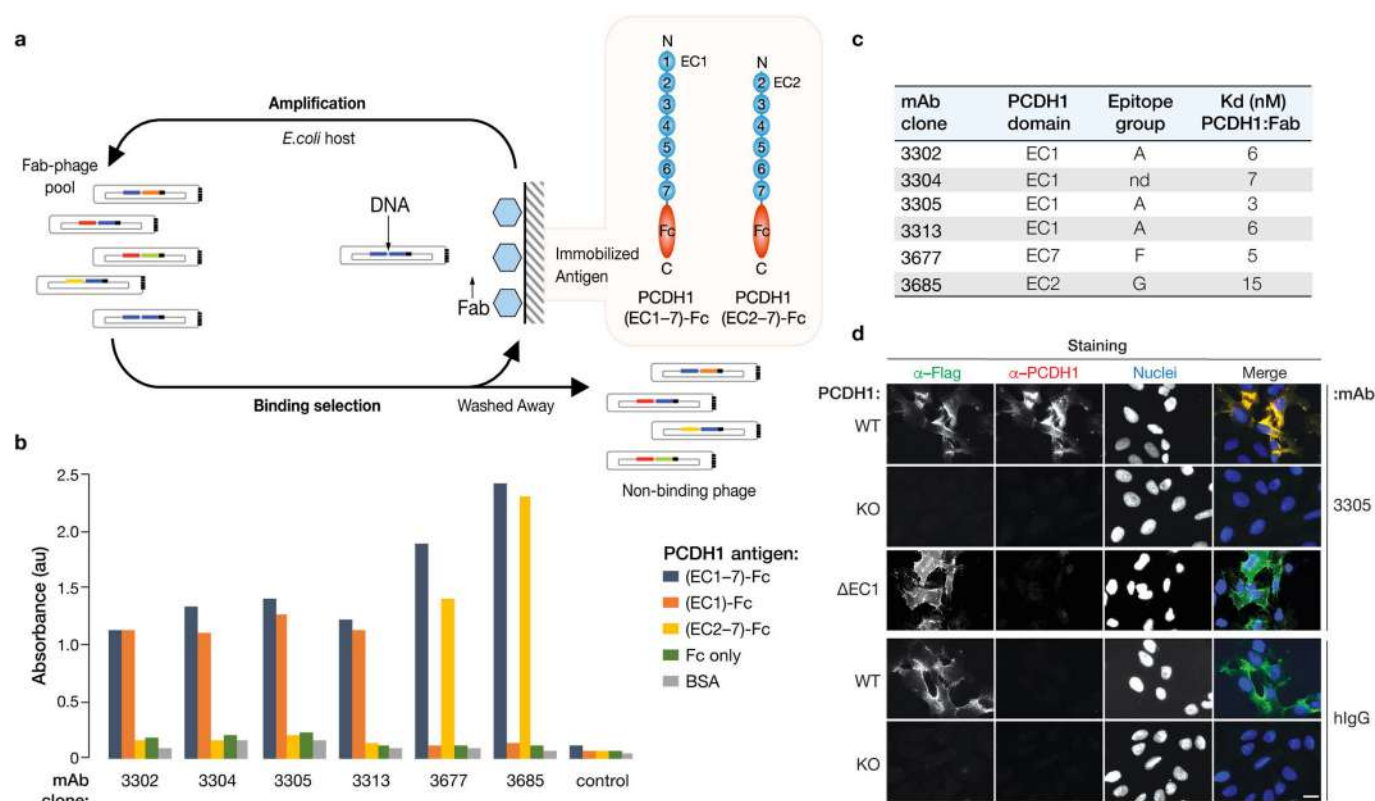 a
Amplification
E.coli host
Fab-phage
pool
DNA
Fab
Immobilized
Antigen
Binding selection
Washed Away
Non-binding phage
N
1 EC1
2
3
4
5
6
7
Fc
C
PCDH1
(EC1–7)-Fc
N
2 EC2
3
4
5
6
7
Fc
C
PCDH1
(EC2–7)-Fc
b
Absorbance (au)
2.5
2.0
1.5
1.0
0.5
0
mAb 3302 3304 3305 3313 3677 3685 control
clone:
PCDH1 antigen:
(EC1–7)-Fc
(EC1)-Fc
(EC2–7)-Fc
Fc only
BSA
c
mAb clone PCDH1 domain Epitope group Kd (nM) PCDH1:Fab
3302 EC1 A 6
3304 EC1 nd 7
3305 EC1 A 3
3313 EC1 A 6
3677 EC7 F 5
3685 EC2 G 15
d
Staining
α–Flag α–PCDH1 Nuclei Merge
PCDH1: :mAb
WT
KO 3305
ΔEC1
WT
hIgG
KO